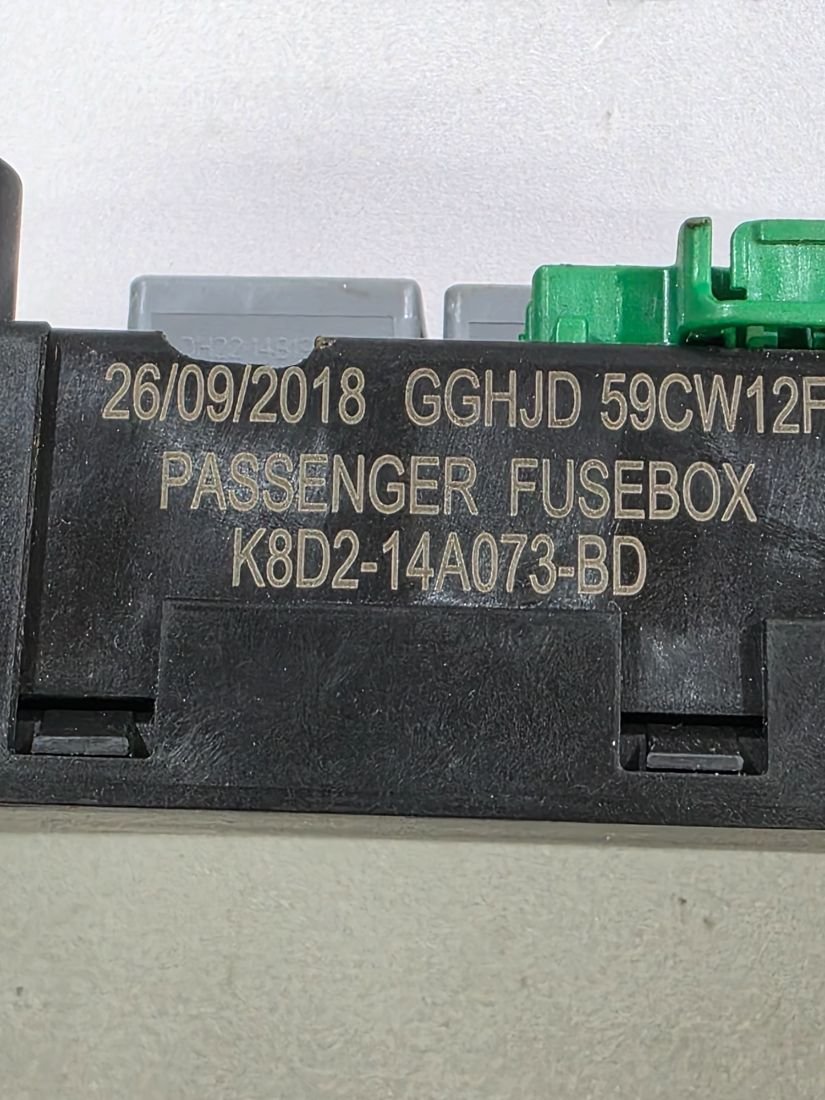 26/09/2018 GGHJD 59CW12F
PASSENGER FUSEBOX
K8D2-14A073-BD